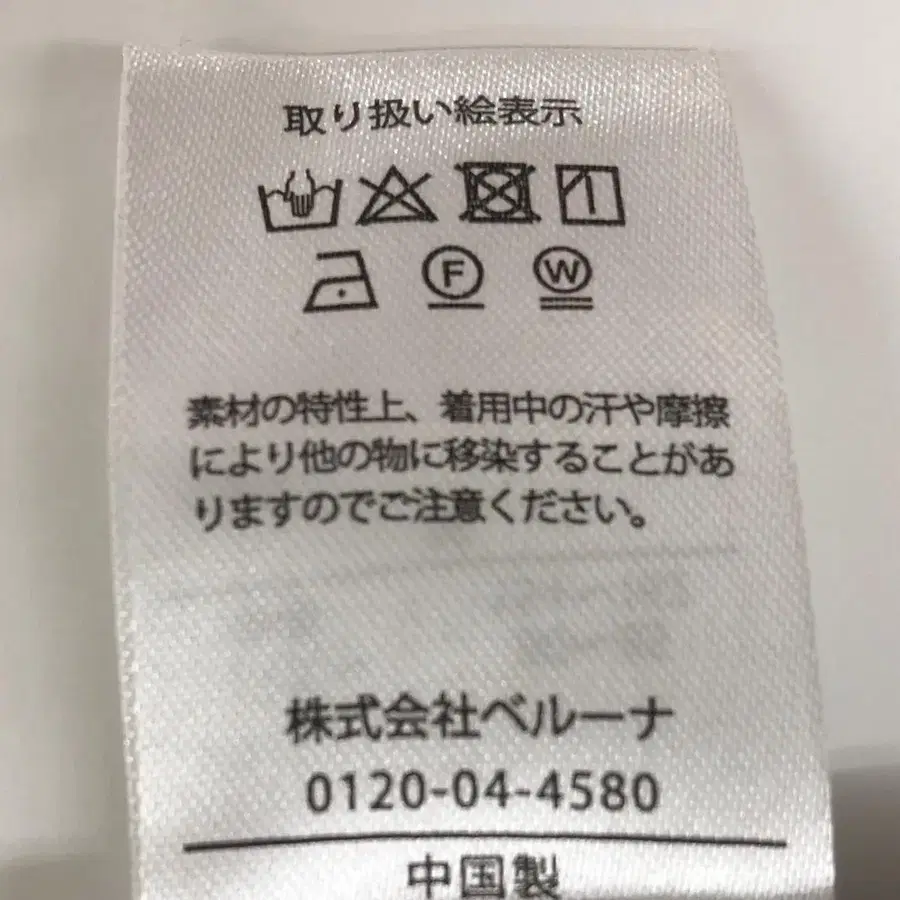 取り扱い絵表示
F W
素材の特性上、着用中の汗や摩擦
により他の物に移染することがあ
りますのでご注意ください。
株式会社ベルーナ
0120-04-4580
中国製